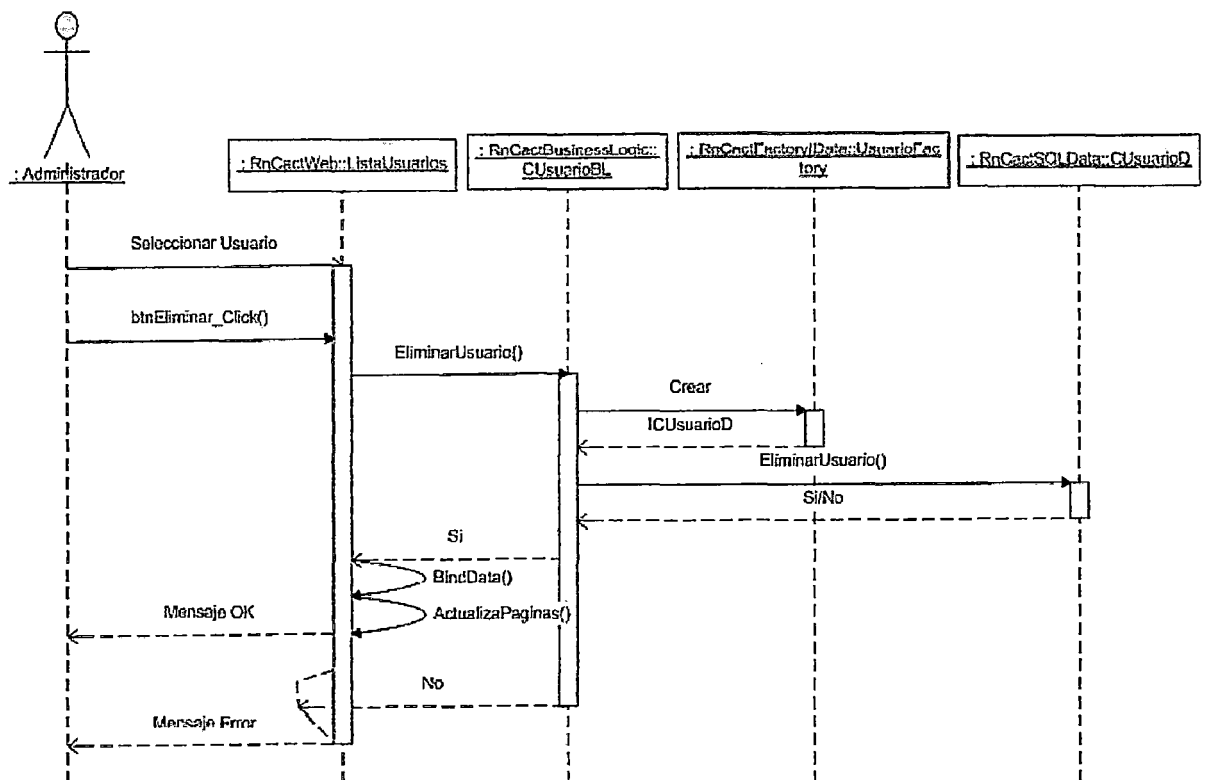 : Administrador
: RnCactWeb::ListaUsuarios
: RnCactBusinessLogic::
CUsuarioBL
: RnCactFactoryIData::UsuarioFac
tory
: RnCactSQLData::CUsuarioD
Seleccionar Usuario
btnEliminar_Click()
EliminarUsuario()
Crear
ICUsuarioD
EliminarUsuario()
Si/No
Si
BindData()
ActualizaPaginas()
Mensaje OK
No
Mensaje Error